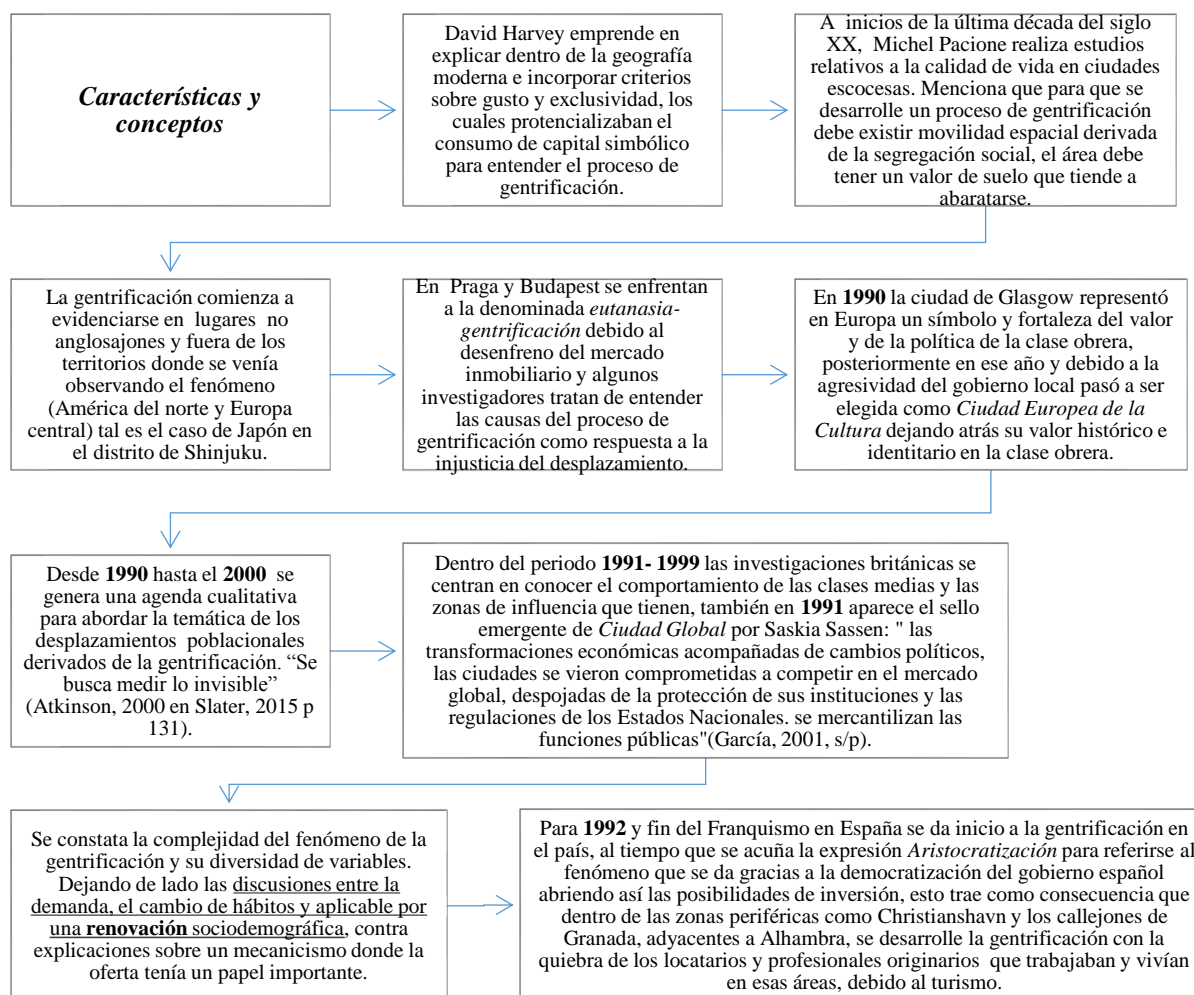 Características y
conceptos
David Harvey emprende en
explicar dentro de la geografía
moderna e incorporar criterios
sobre gusto y exclusividad, los
cuales protencializaban el
consumo de capital simbólico
para entender el proceso de
gentrificación.
A inicios de la última década del siglo
XX, Michel Pacione realiza estudios
relativos a la calidad de vida en ciudades
escocesas. Menciona que para que se
desarrolle un proceso de gentrificación
debe existir movilidad espacial derivada
de la segregación social, el área debe
tener un valor de suelo que tiende a
abaratarse.
La gentrificación comienza a
evidenciarse en lugares no
anglosajones y fuera de los
territorios donde se venía
observando el fenómeno
(América del norte y Europa
central) tal es el caso de Japón en
el distrito de Shinjuku.
En Praga y Budapest se enfrentan
a la denominada eutanasia-
gentrificación debido al
desenfreno del mercado
inmobiliario y algunos
investigadores tratan de entender
las causas del proceso de
gentrificación como respuesta a la
injusticia del desplazamiento.
En 1990 la ciudad de Glasgow representó
en Europa un símbolo y fortaleza del valor
y de la política de la clase obrera,
posteriormente en ese año y debido a la
agresividad del gobierno local pasó a ser
elegida como Ciudad Europea de la
Cultura dejando atrás su valor histórico e
identitario en la clase obrera.
Desde 1990 hasta el 2000 se
genera una agenda cualitativa
para abordar la temática de los
desplazamientos poblacionales
derivados de la gentrificación. “Se
busca medir lo invisible”
(Atkinson, 2000 en Slater, 2015 p
131).
Dentro del periodo 1991- 1999 las investigaciones británicas se
centran en conocer el comportamiento de las clases medias y las
zonas de influencia que tienen, también en 1991 aparece el sello
emergente de Ciudad Global por Saskia Sassen: " las
transformaciones económicas acompañadas de cambios políticos,
las ciudades se vieron comprometidas a competir en el mercado
global, despojadas de la protección de sus instituciones y las
regulaciones de los Estados Nacionales. se mercantilizan las
funciones públicas"(García, 2001, s/p).
Se constata la complejidad del fenómeno de la
gentrificación y su diversidad de variables.
Dejando de lado las discusiones entre la
demanda, el cambio de hábitos y aplicable por
una renovación sociodemográfica, contra
explicaciones sobre un mecanicismo donde la
oferta tenía un papel importante.
Para 1992 y fin del Franquismo en España se da inicio a la gentrificación en
el país, al tiempo que se acuña la expresión Aristocratización para referirse al
fenómeno que se da gracias a la democratización del gobierno español
abriendo así las posibilidades de inversión, esto trae como consecuencia que
dentro de las zonas periféricas como Christianshavn y los callejones de
Granada, adyacentes a Alhambra, se desarrolle la gentrificación con la
quiebra de los locatarios y profesionales originarios que trabajaban y vivían
en esas áreas, debido al turismo.